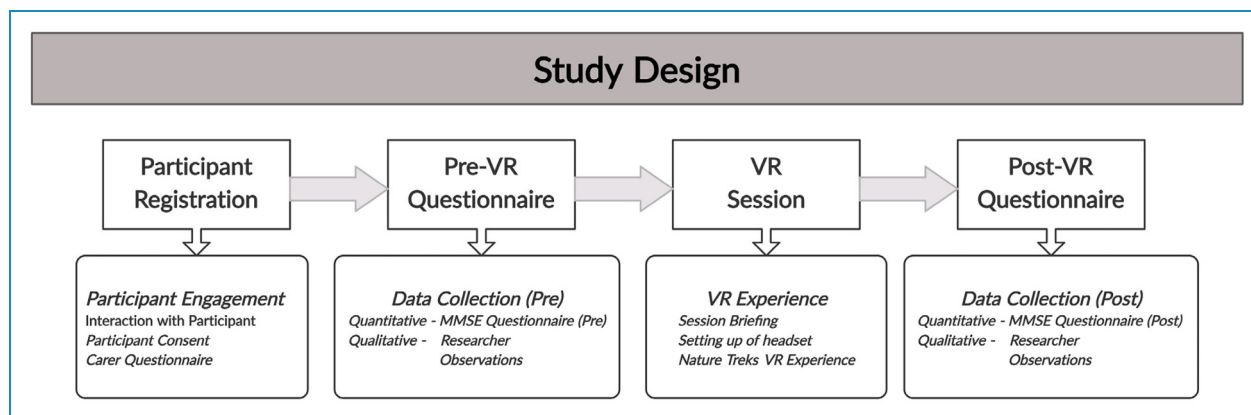 Study Design
Participant
Registration
Pre-VR
Questionnaire
VR
Session
Post-VR
Questionnaire
Participant Engagement
Interaction with Participant
Participant Consent
Carer Questionnaire
Data Collection (Pre)
Quantitative - MMSE Questionnaire (Pre)
Qualitative - Researcher
Observations
VR Experience
Session Briefing
Setting up of headset
Nature Treks VR Experience
Data Collection (Post)
Quantitative - MMSE Questionnaire (Post)
Qualitative - Researcher
Observations